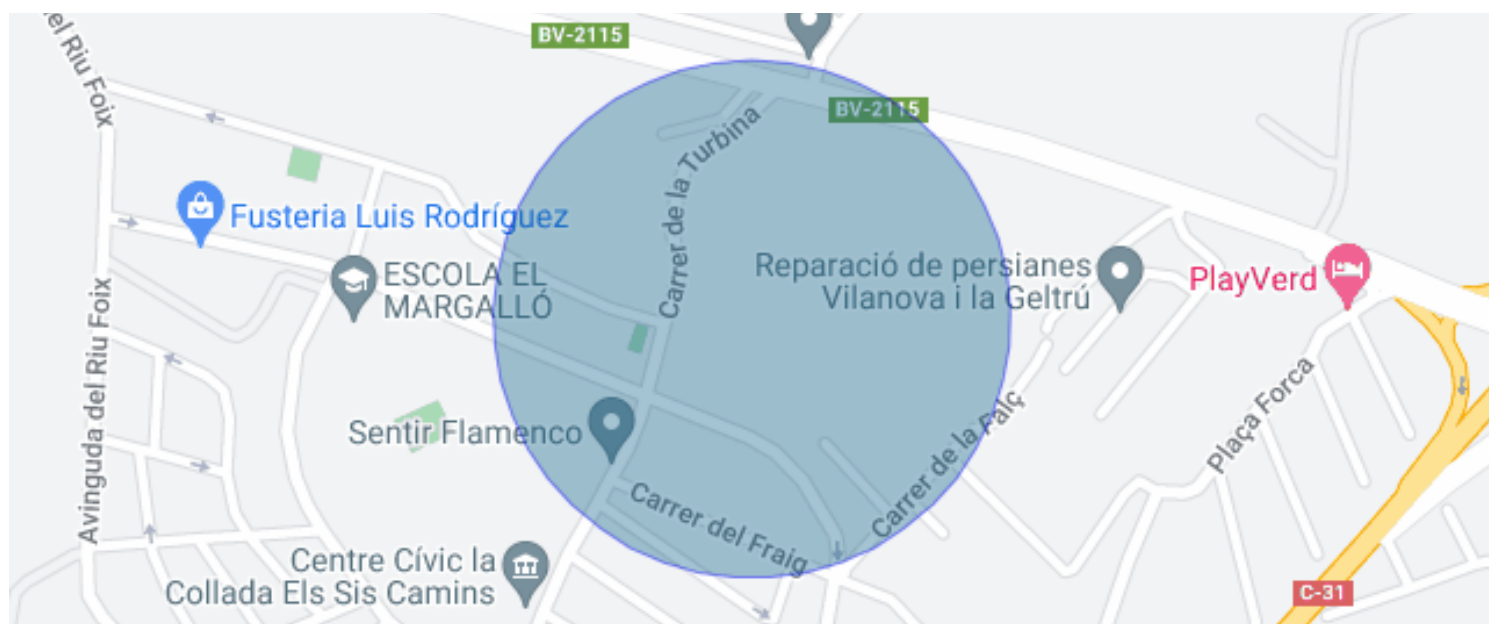 del Riu Foix
BV-2115
BV-2115
Carrer de la Turbina
Fusteria Luis Rodríguez
ESCOLA EL
MARGALLÓ
Reparació de persianes
Vilanova i la Geltrú
PlayVerd
Avinguda del Riu Foix
Sentir Flamenco
Carrer de la Falç
Plaça Forca
Carrer del Fraig
Centre Cívic la
Collada Els Sis Camins
C-31